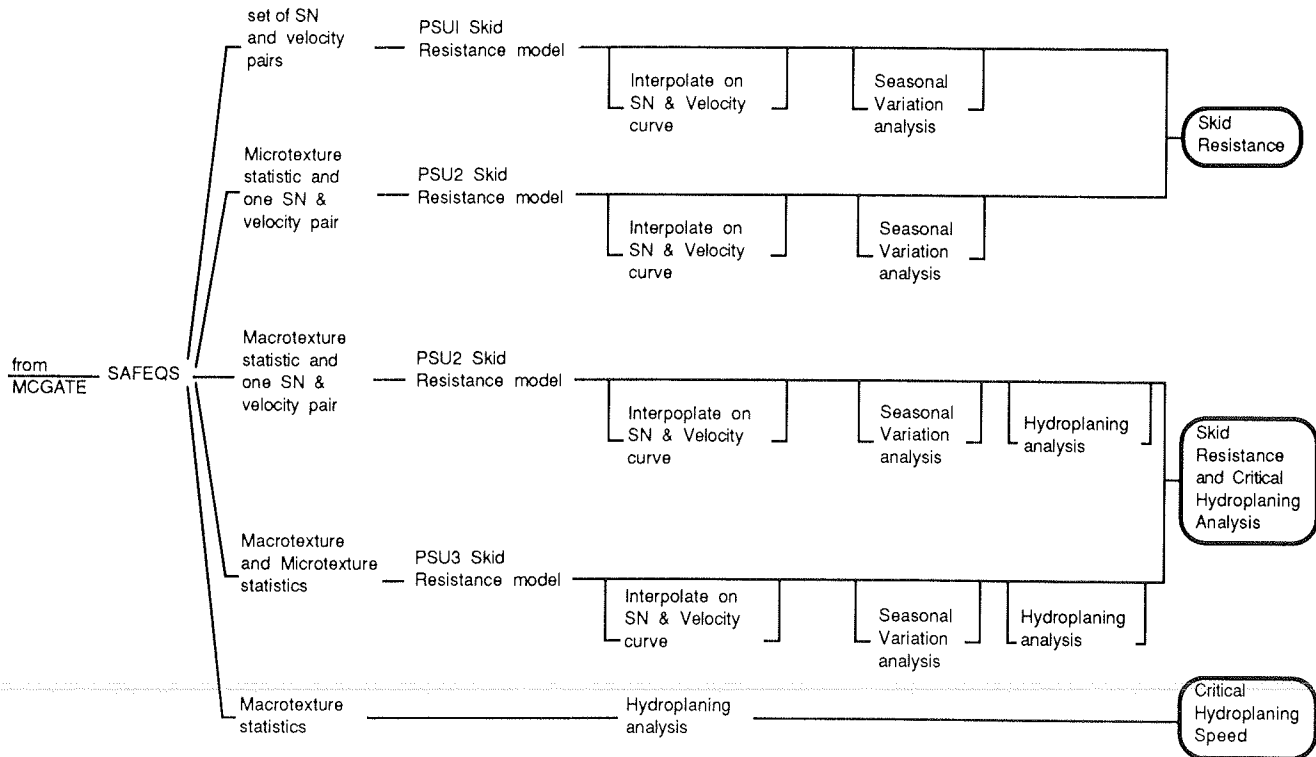 set of SN
and velocity
pairs
PSU1 Skid
Resistance model
Interpolate on
SN & Velocity
curve
Seasonal
Variation
analysis
Skid
Resistance
Microtexture
statistic and
one SN &
velocity pair
PSU2 Skid
Resistance model
Interpolate on
SN & Velocity
curve
Seasonal
Variation
analysis
from
MCGATE
SAFEQS
Macrotexture
statistic and
one SN &
velocity pair
PSU2 Skid
Resistance model
Interpoplate on
SN & Velocity
curve
Seasonal
Variation
analysis
Hydroplaning
analysis
Skid
Resistance
and Critical
Hydroplaning
Analysis
Macrotexture
and Microtexture
statistics
PSU3 Skid
Resistance model
Interpolate on
SN & Velocity
curve
Seasonal
Variation
analysis
Hydroplaning
analysis
Macrotexture
statistics
Hydroplaning
analysis
Critical
Hydroplaning
Speed